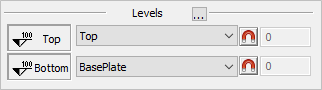 Levels ...
100 Top Top 0
100 Bottom BasePlate 0